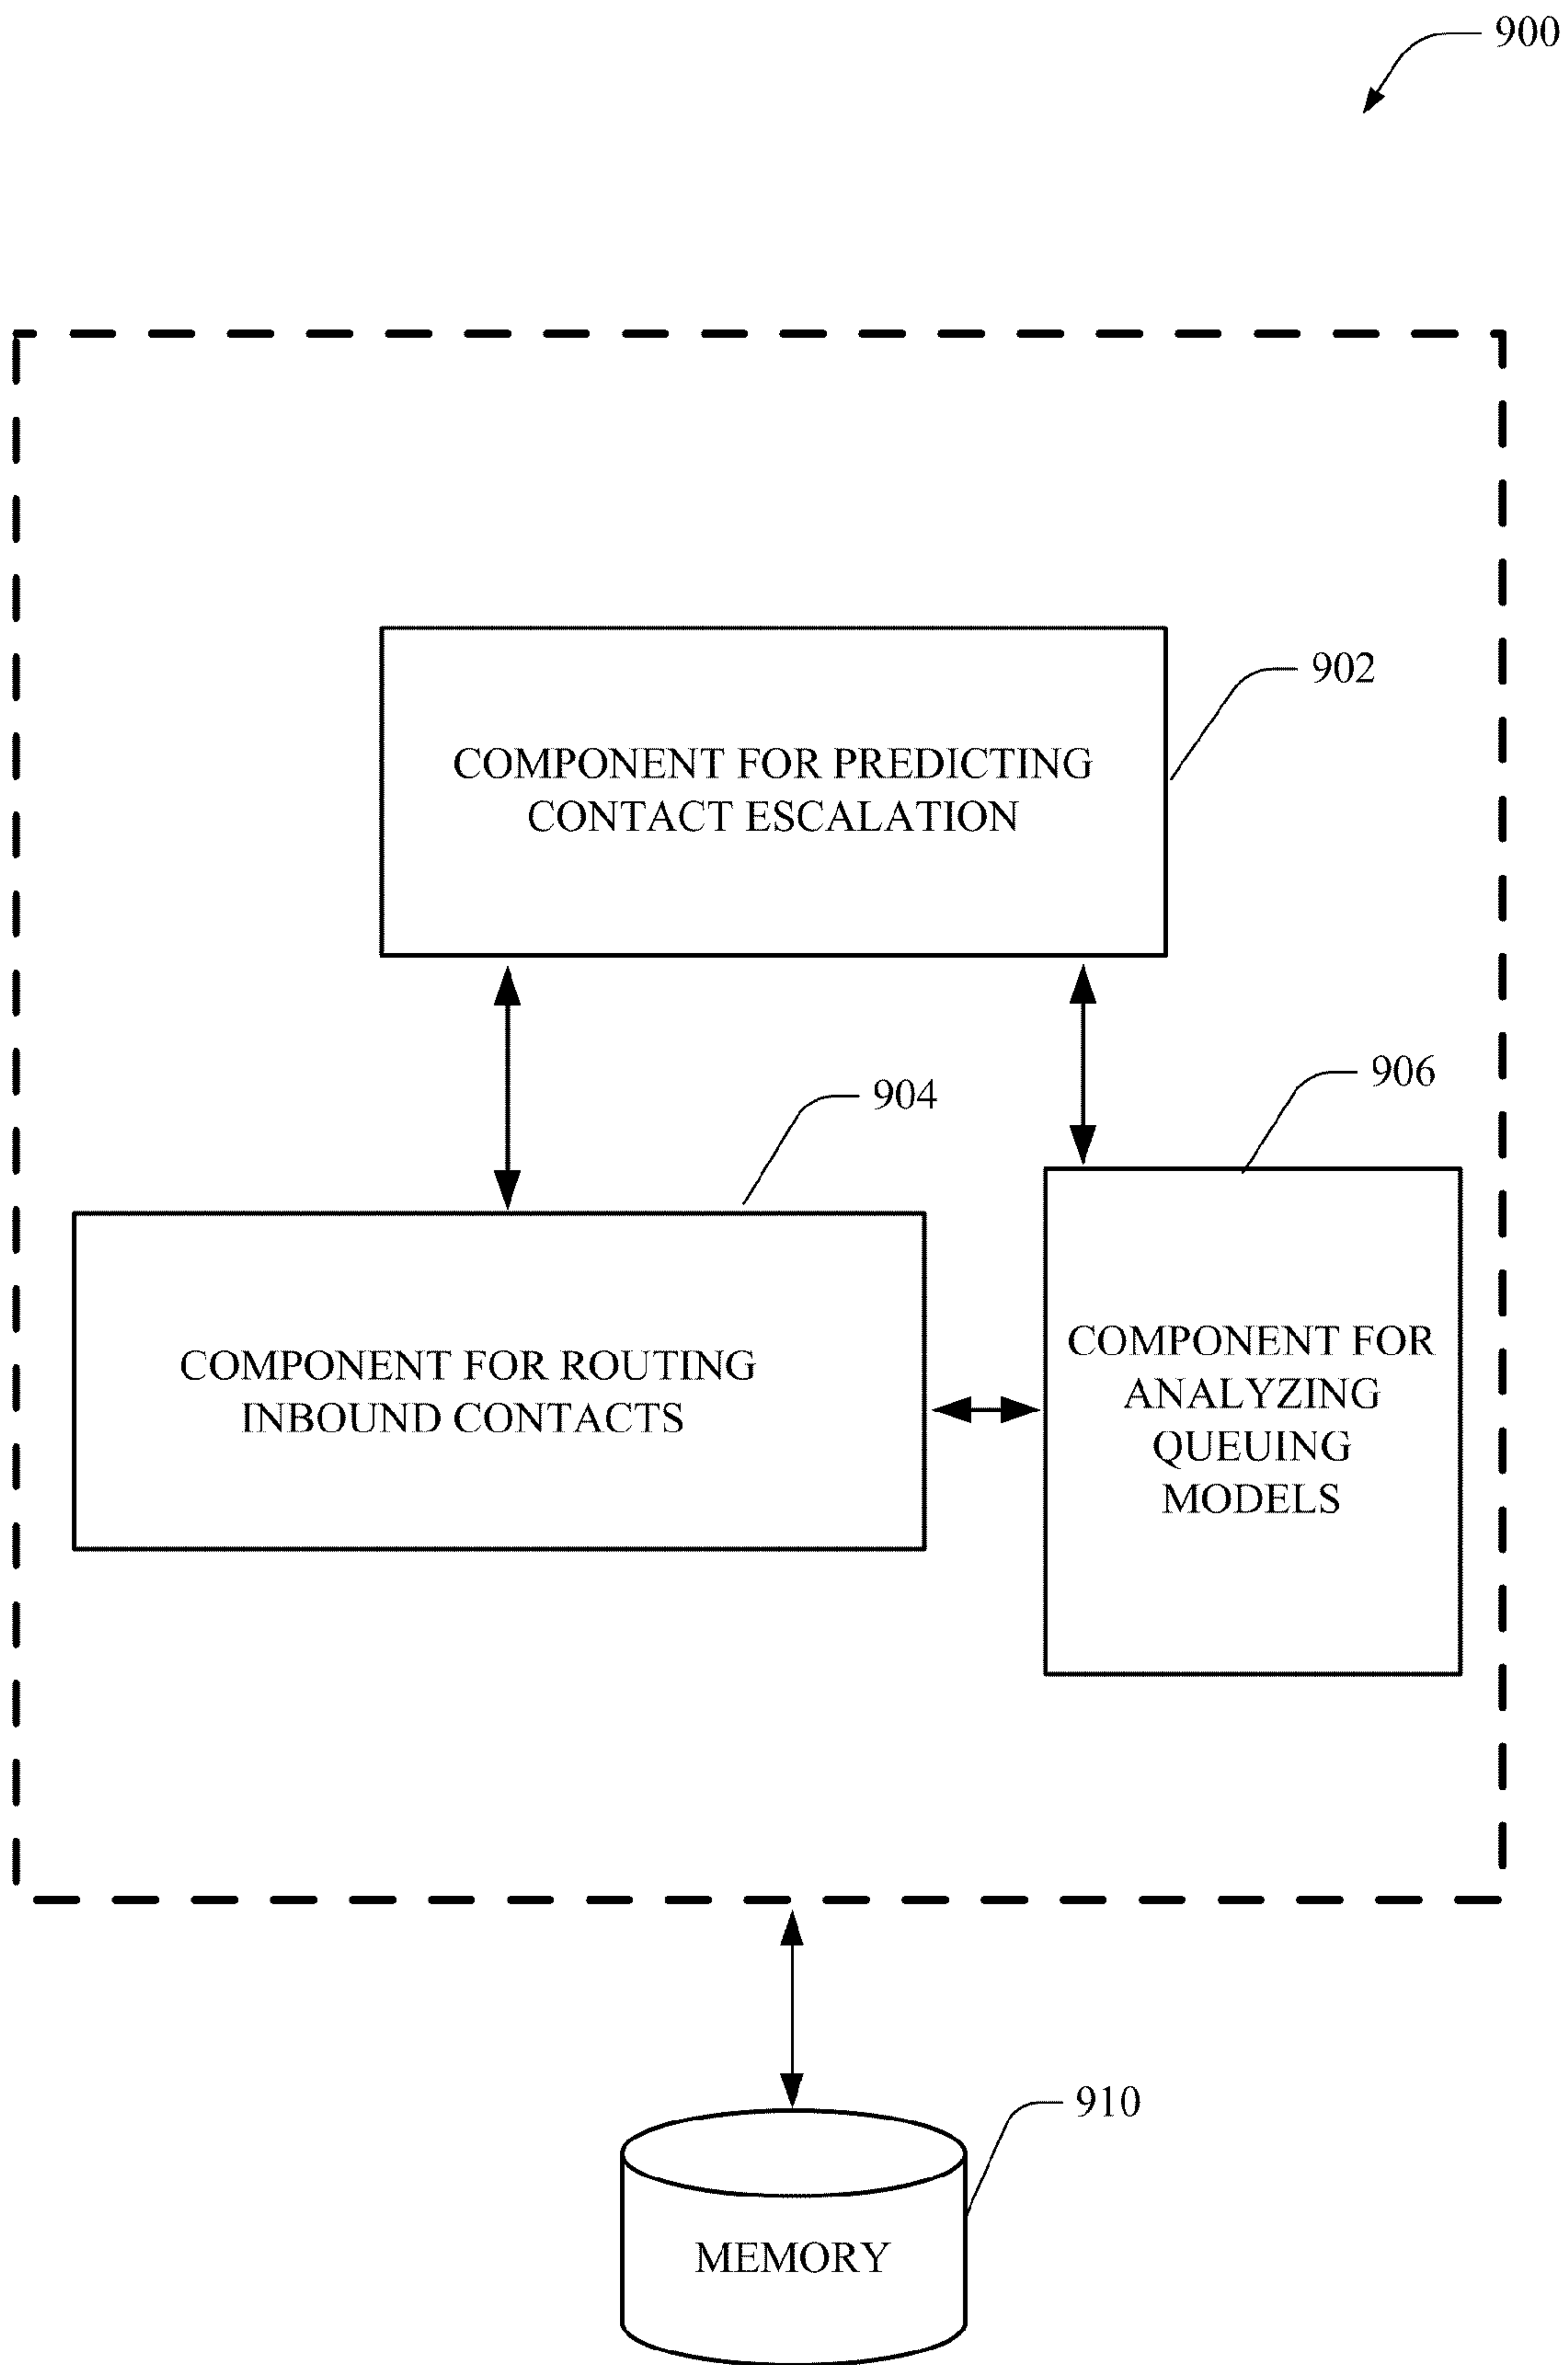 900
902
COMPONENT FOR PREDICTING
CONTACT ESCALATION
904
906
COMPONENT FOR ROUTING
INBOUND CONTACTS
COMPONENT FOR
ANALYZING
QUEUING
MODELS
910
MEMORY